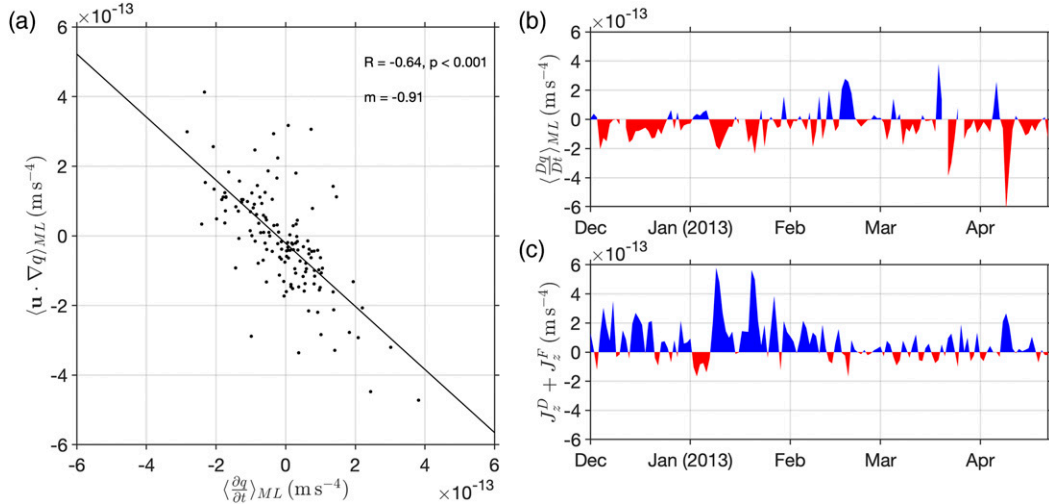 (a)
×10⁻¹³
6
4
2
0
-2
-4
-6
⟨u · ∇q⟩_ML (m s⁻⁴)
R = -0.64, p < 0.001
m = -0.91
-6 -4 -2 0 2 4 6
⟨∂q/∂t⟩_ML (m s⁻⁴)
×10⁻¹³
(b)
×10⁻¹³
6
4
2
0
-2
-4
-6
⟨Dq/Dt⟩_ML (m s⁻⁴)
Dec Jan (2013) Feb Mar Apr
(c)
×10⁻¹³
6
4
2
0
-2
-4
-6
J_z^D + J_z^F (m s⁻⁴)
Dec Jan (2013) Feb Mar Apr